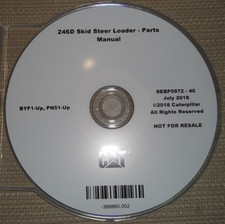 246D Skid Steer Loader - Parts
Manual
SEBP5972 - 40
July 2018
©2018 Caterpillar
All Rights Reserved
BYF1-Up, PN51-Up
NOT FOR RESALE
CAT